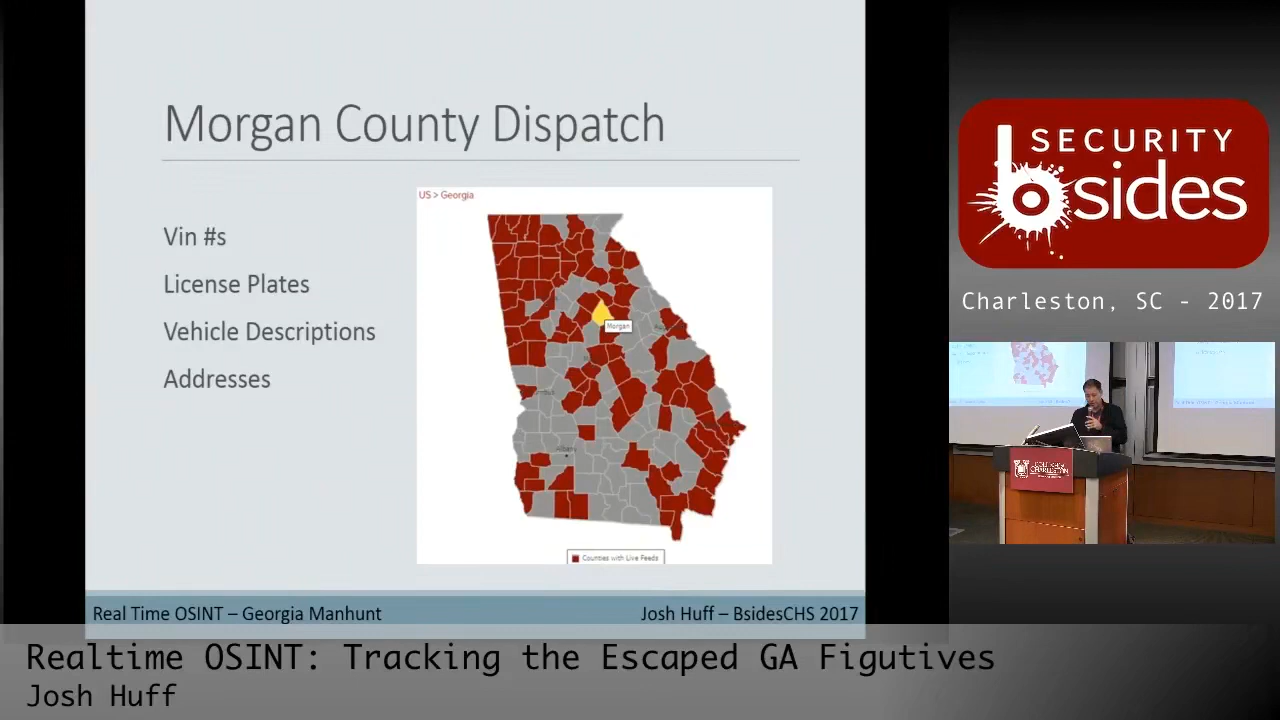 Morgan County Dispatch
Vin #s
License Plates
Vehicle Descriptions
Addresses
US > Georgia
Morgan
Albany
Counties with Live Feeds
Real Time OSINT – Georgia Manhunt
Josh Huff – BsidesCHS 2017
SECURITY
bsides
Charleston, SC - 2017
CHARLESTON
Realtime OSINT: Tracking the Escaped GA Figutives
Josh Huff